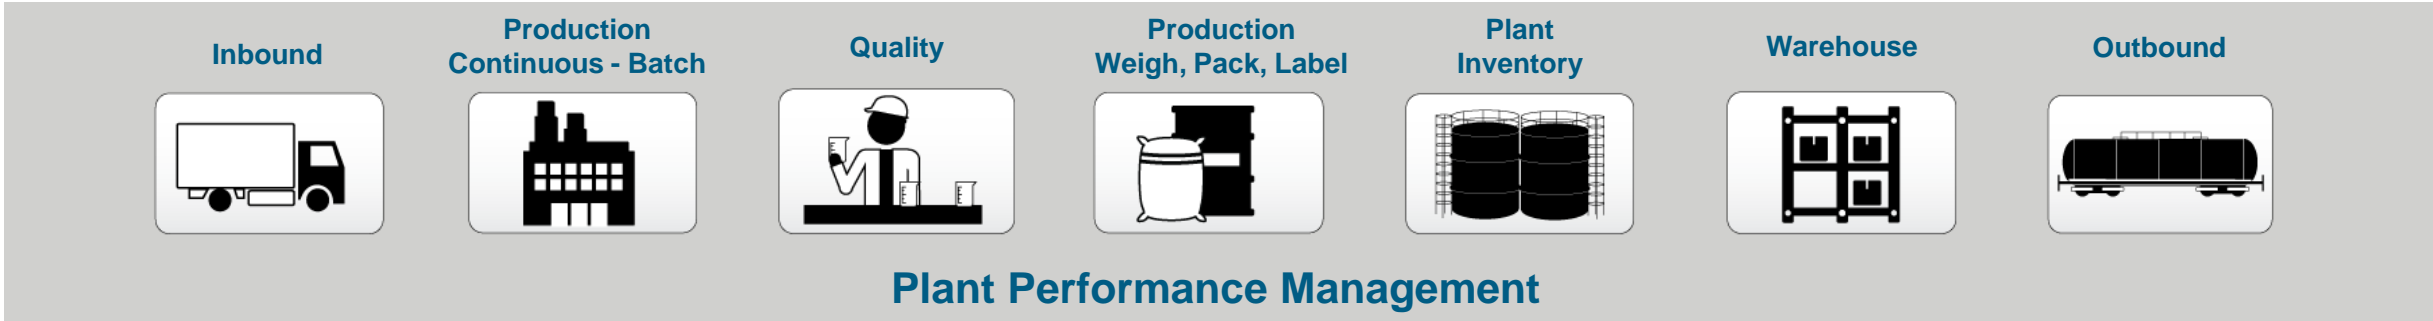 Inbound
Production
Continuous - Batch
Quality
Production
Weigh, Pack, Label
Plant
Inventory
Warehouse
Outbound
Plant Performance Management